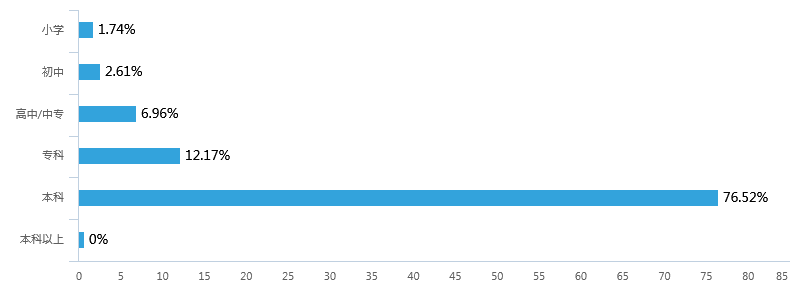 小学 1.74%
初中 2.61%
高中/中专 6.96%
专科 12.17%
本科 76.52%
本科以上 0%
0 5 10 15 20 25 30 35 40 45 50 55 60 65 70 75 80 85